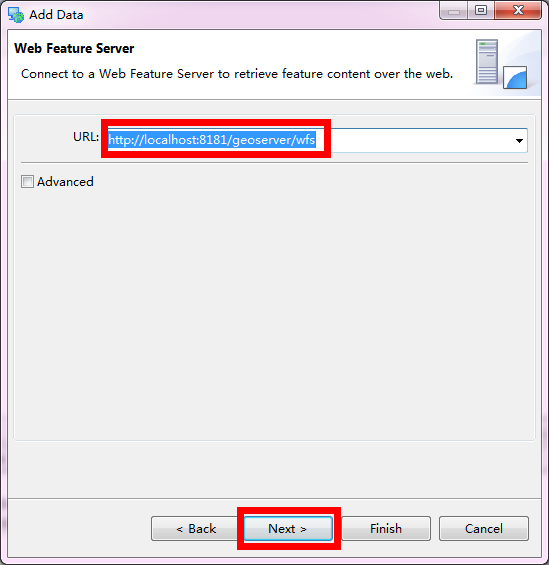 Add Data
Web Feature Server
Connect to a Web Feature Server to retrieve feature content over the web.
URL: http://localhost:8181/geoserver/wfs
Advanced
< Back Next > Finish Cancel